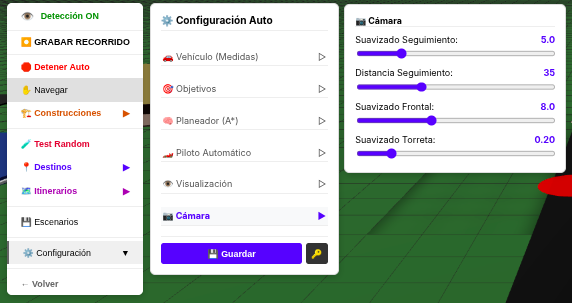 Detección ON
GRABAR RECORRIDO
Detener Auto
Navegar
Construcciones
Test Random
Destinos
Itinerarios
Escenarios
Configuración
← Volver
Configuración Auto
Vehículo (Medidas)
Objetivos
Planeador (A*)
Piloto Automático
Visualización
Cámara
Guardar
Cámara
Suavizado Seguimiento: 5.0
Distancia Seguimiento: 35
Suavizado Frontal: 8.0
Suavizado Torreta: 0.20